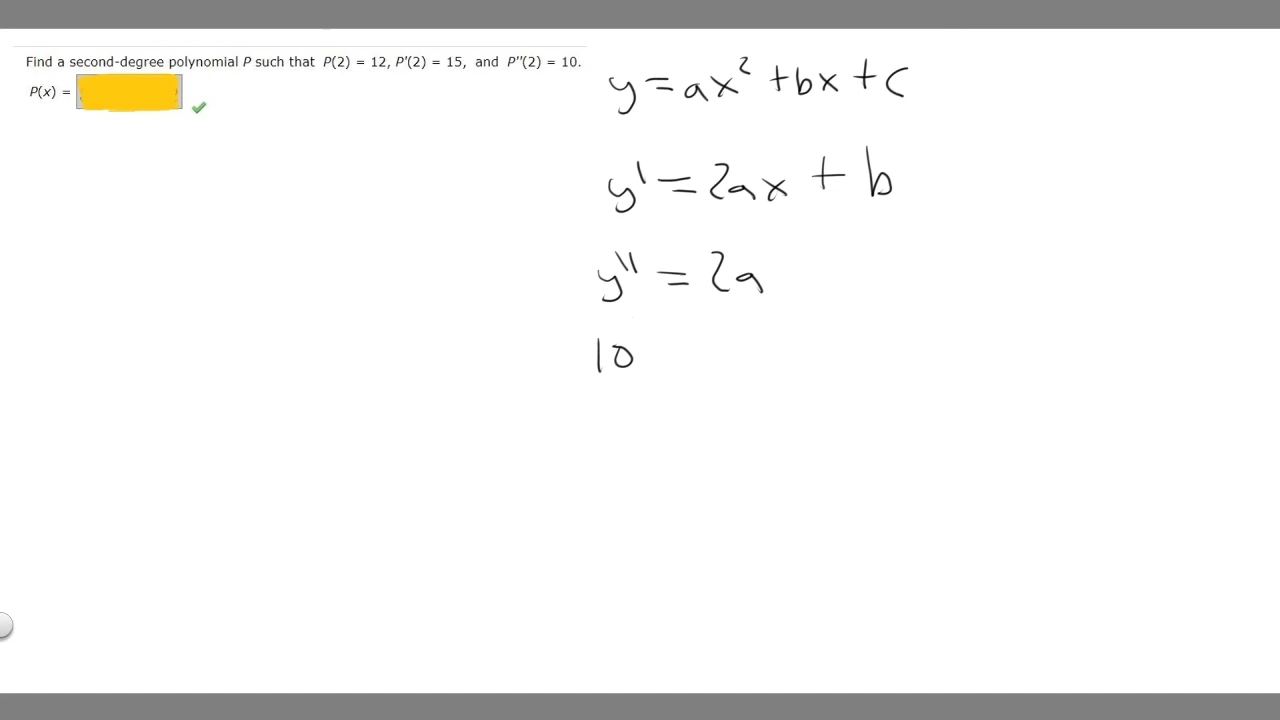 Find a second-degree polynomial P such that P(2) = 12, P'(2) = 15, and P''(2) = 10.
P(x) =
y = ax² + bx + c
y' = 2ax + b
y'' = 2a
10